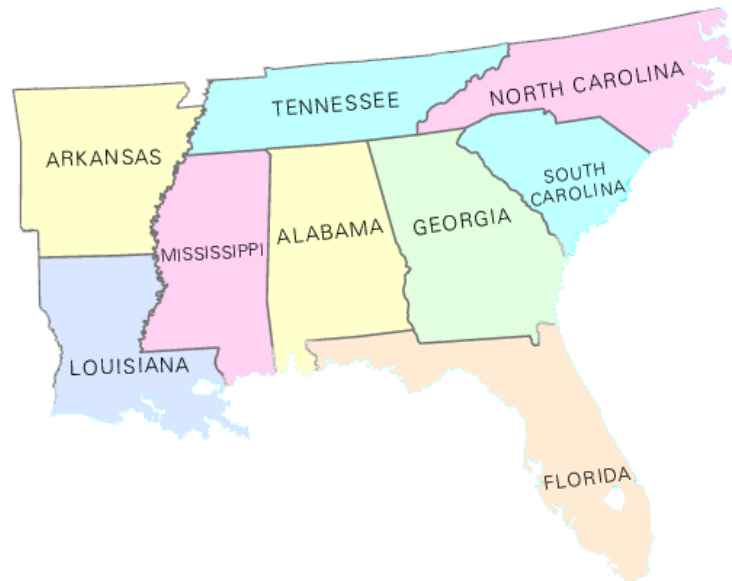 TENNESSEE
NORTH CAROLINA
ARKANSAS
SOUTH
CAROLINA
MISSISSIPPI
ALABAMA
GEORGIA
LOUISIANA
FLORIDA